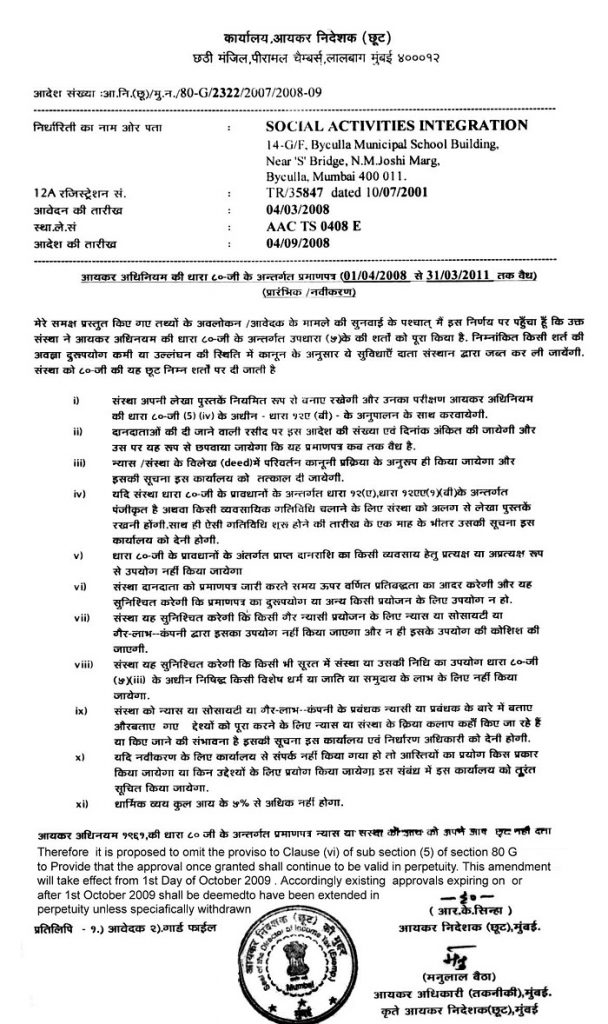 कार्यालय,आयकर निदेशक (छूट)
छठी मंजिल,पीरामल चैम्बर्स,लालबाग मुंबई ४०००१२
आदेश संख्या :आ.नि.(छू)/मु.न./80-G/2322/2007/2008-09
निर्धारिती का नाम ओर पता : SOCIAL ACTIVITIES INTEGRATION
14-G/F, Byculla Municipal School Building,
Near 'S' Bridge, N.M.Joshi Marg,
Byculla, Mumbai 400 011.
12A रजिस्ट्रेशन सं. : TR/35847 dated 10/07/2001
आवेदन की तारीख : 04/03/2008
स्था.ले.सं : AAC TS 0408 E
आदेश की तारीख : 04/09/2008
आयकर अधिनियम की धारा ८०-जी के अन्तर्गत प्रमाणपत्र (01/04/2008 से 31/03/2011 तक वैध)
(प्रारंभिक /नवीकरण)
मेरे समक्ष प्रस्तुत किए गए तथ्यों के अवलोकन /आवेदक के मामले की सुनवाई के पश्चात् मैं इस निर्णय पर पहुँचा हूँ कि उक्त
संस्था ने आयकर अधिनियम की धारा ८०-जी के अन्तर्गत उपधारा (५)के की शर्तो को पूरा किया है. निम्नांकित किसी शर्त की
अवज्ञा दुरूपयोग कमी या उल्लंघन की स्थिति में कानून के अनुसार ये सुविधाएँ दाता संस्थान द्वारा जब्त कर ली जायेंगी.
संस्था को ८०-जी की यह छूट निम्न शर्तो पर दी जाती है
i) संस्था अपनी लेखा पुस्तकें नियमित रूप से बनाए रखेगी और उनका परीक्षण आयकर अधिनियम
की धारा ८०-जी (5) (iv) के अधीन - धारा १२ए (बी) - के अनुपालन के साथ करवायेगी.
ii) दानदाताओं की दी जाने वाली रसीद पर इस आदेश की संख्या एवं दिनांक अंकित की जायेगी और
उस पर यह रूप से छपवाया जायेगा कि यह प्रमाणपत्र कब तक वैध है.
iii) न्यास /संस्था के विलेख (deed)में परिवर्तन कानूनी प्रक्रिया के अनुरूप ही किया जायेगा और
इसकी सूचना इस कार्यालय को तत्काल दी जायेगी.
iv) यदि संस्था धारा ८०-जी के प्रावधानों के अन्तर्गत धारा १२(ए),धारा १२एए(१)(बी)के अन्तर्गत
पंजीकृत है अथवा किसी व्यवसायिक गतिविधि चलाने के लिए संस्था को अलग से लेखा पुस्तकें
रखनी होंगी.साथ ही ऐसी गतिविधि शुरू होने की तारीख के एक माह के भीतर उसकी सूचना इस
कार्यालय को देनी होगी.
v) धारा ८०-जी के प्रावधानों के अंतर्गत प्राप्त दानराशि का किसी व्यवसाय हेतु प्रत्यक्ष या अप्रत्यक्ष रूप
से उपयोग नहीं किया जायेगा
vi) संस्था दानदाता को प्रमाणपत्र जारी करते समय ऊपर वर्णित प्रतिबद्धता का आदर करेगी और यह
सुनिश्चित करेगी कि प्रमाणपत्र का दुरूपयोग या अन्य किसी प्रयोजन के लिए उपयोग न हो.
vii) संस्था यह सुनिश्चित करेगी कि किसी गैर न्यासी प्रयोजन के लिए न्यास या सोसायटी या
गैर-लाभ--कंपनी द्वारा इसका उपयोग नहीं किया जाएगा और न ही इसके उपयोग की कोशिश की
जाएगी.
viii) संस्था यह सुनिश्चित करेगी कि किसी भी सूरत में संस्था या उसकी निधि का उपयोग धारा ८०-जी
(५)(iii) के अधीन निषिद्ध किसी विशेष धर्म या जाति या समुदाय के लाभ के लिए नहीं किया
जायेगा.
ix) संस्था को न्यास या सोसायटी या गैर-लाभ--कंपनी के प्रबंधक न्यासी या प्रबंधक के बारे में बताए
औरबताए गए द्देश्यों को पूरा करने के लिए न्यास या संस्था के क्रिया कलाप कहाँ किए जा रहे हैं
या किए जाने की संभावना है इसकी सूचना इस कार्यालय एवं निर्धारण अधिकारी को देनी होगी.
x) यदि नवीकरण के लिए कार्यालय से संपर्क नहीं किया गया हो तो आस्तियों का प्रयोग किस प्रकार
किया जायेगा या किन उद्देश्यों के लिए प्रयोग किया जायेगा इस संबंध में इस कार्यालय को तुरंत
सूचित किया जायेगा.
xi) धार्मिक व्यय कुल आय के ५% से अधिक नहीं होगा.
आयकर अधिनयम १९६१,की धारा ८० जी के अन्तर्गत प्रमाणपत्र न्यास या संस्था की आय को अपने आप छूट नहीं देता
Therefore it is proposed to omit the proviso to Clause (vi) of sub section (5) of section 80 G
to Provide that the approval once granted shall continue to be valid in perpetuity. This amendment
will take effect from 1st Day of October 2009 . Accordingly existing approvals expiring on or
after 1st October 2009 shall be deemedto have been extended in
perpetuity unless speciafically withdrawn
(आर.के.सिन्हा)
प्रतिलिपि - १.) आवेदक २).गार्ड फाईल
आयकर निदेशक (छूट),मुंबई.
आयकर निदेशक (छूट) की मुहर
Seal of the Director of Income Tax (Exemp)
Mumbai
(मनुलाल बैठा)
आयकर अधिकारी (तकनीकी),मुंबई.
कृते आयकर निदेशक(छूट),मुंबई